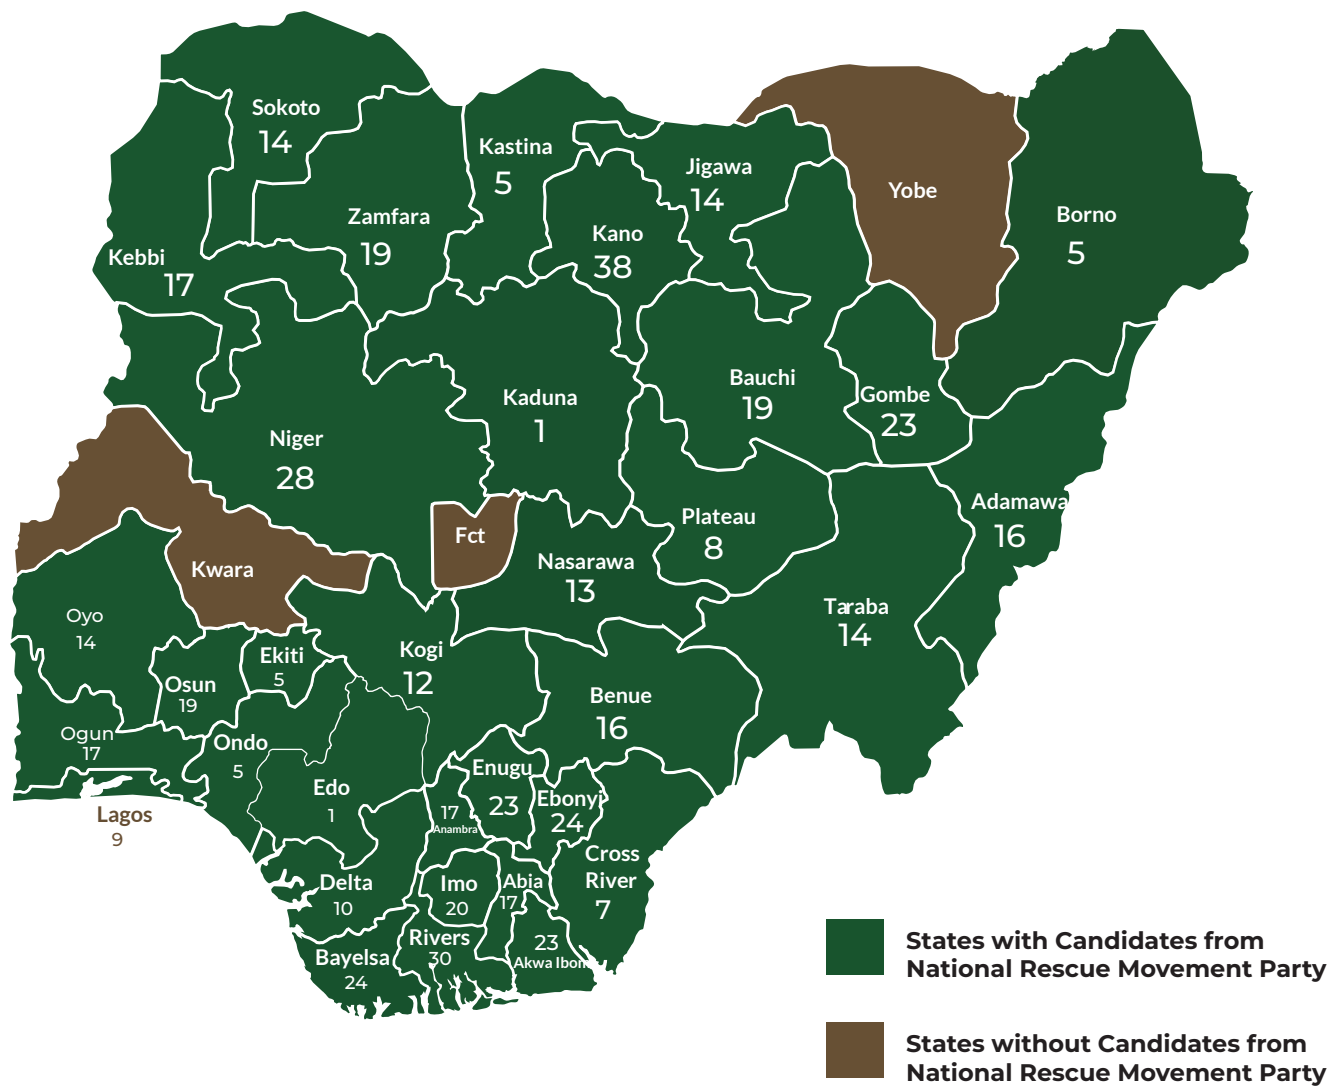 Sokoto
14
Kastina
5
Jigawa
14
Yobe
Borno
5
Zamfara
19
Kano
38
Kebbi
17
Bauchi
19
Gombe
23
Kaduna
1
Niger
28
Adamawa
16
Plateau
8
Fct
Nasarawa
13
Kwara
Taraba
14
Oyo
14
Ekiti
5
Kogi
12
Osun
19
Benue
16
Ogun
17
Ondo
5
Enugu
23
Edo
1
Ebonyi
24
17
Anambra
Lagos
9
Cross
River
7
Delta
10
Imo
20
Abia
17
Rivers
30
23
Akwa Ibom
Bayelsa
24
States with Candidates from
National Rescue Movement Party
States without Candidates from
National Rescue Movement Party